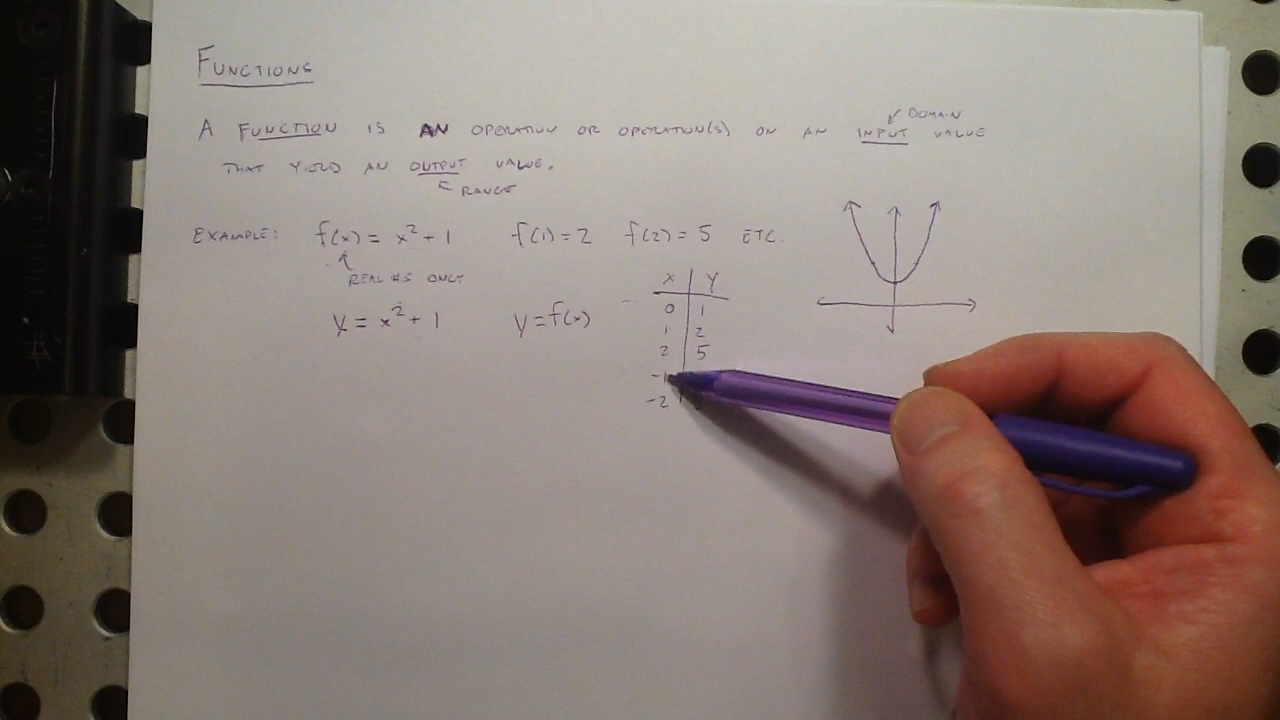 FUNCTIONS
DOMAIN
A FUNCTION IS AN OPERATION OR OPERATION(S) ON AN INPUT VALUE
THAT YIELD AN OUTPUT VALUE.
RANGE
EXAMPLE: f(x) = x² + 1 f(1) = 2 f(2) = 5 ETC.
REAL #S ONLY
y = x² + 1 y = f(x)
X Y
0 1
1 2
2 5
-1
-2